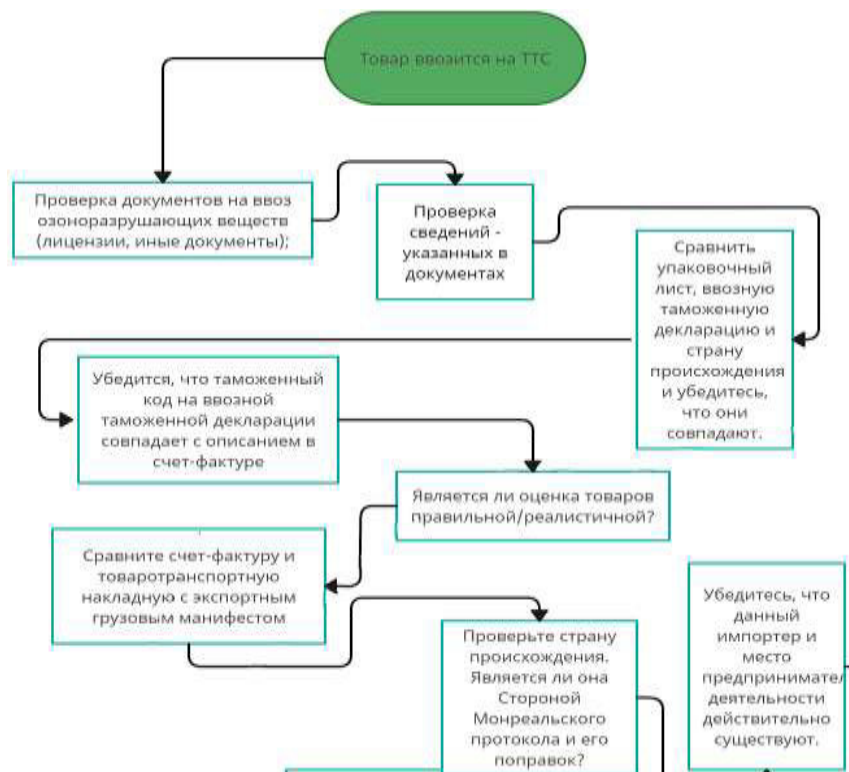 Товар ввозится на ТТС
Проверка документов на ввоз
озоноразрушающих веществ
(лицензии, иные документы);
Проверка
сведений -
указанных в
документах
Сравнить
упаковочный
лист, ввозную
таможенную
декларацию и
страну
происхождения
и убедитесь,
что они
совпадают.
Убедится, что таможенный
код на ввозной
таможенной декларации
совпадает с описанием в
счет-фактуре
Является ли оценка товаров
правильной/реалистичной?
Сравните счет-фактуру и
товаротранспортную
накладную с экспортным
грузовым манифестом
Проверьте страну
происхождения.
Является ли она
Стороной
Монреальского
протокола и его
поправок?
Убедитесь, что
данный
импортер и
место
предпринимател
деятельности
действительно
существуют.